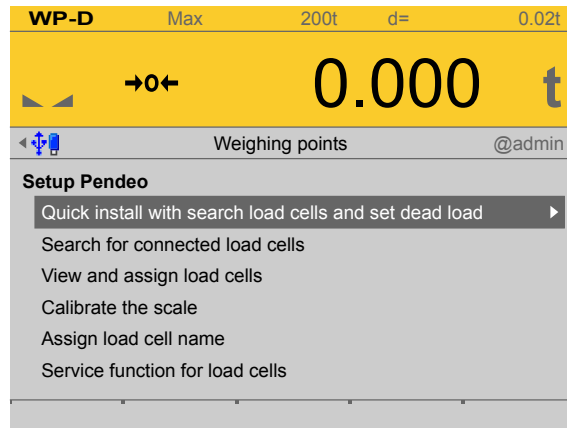 WP-D Max 200t d= 0.02t
→0← 0.000 t
Weighing points @admin
Setup Pendeo
Quick install with search load cells and set dead load
Search for connected load cells
View and assign load cells
Calibrate the scale
Assign load cell name
Service function for load cells